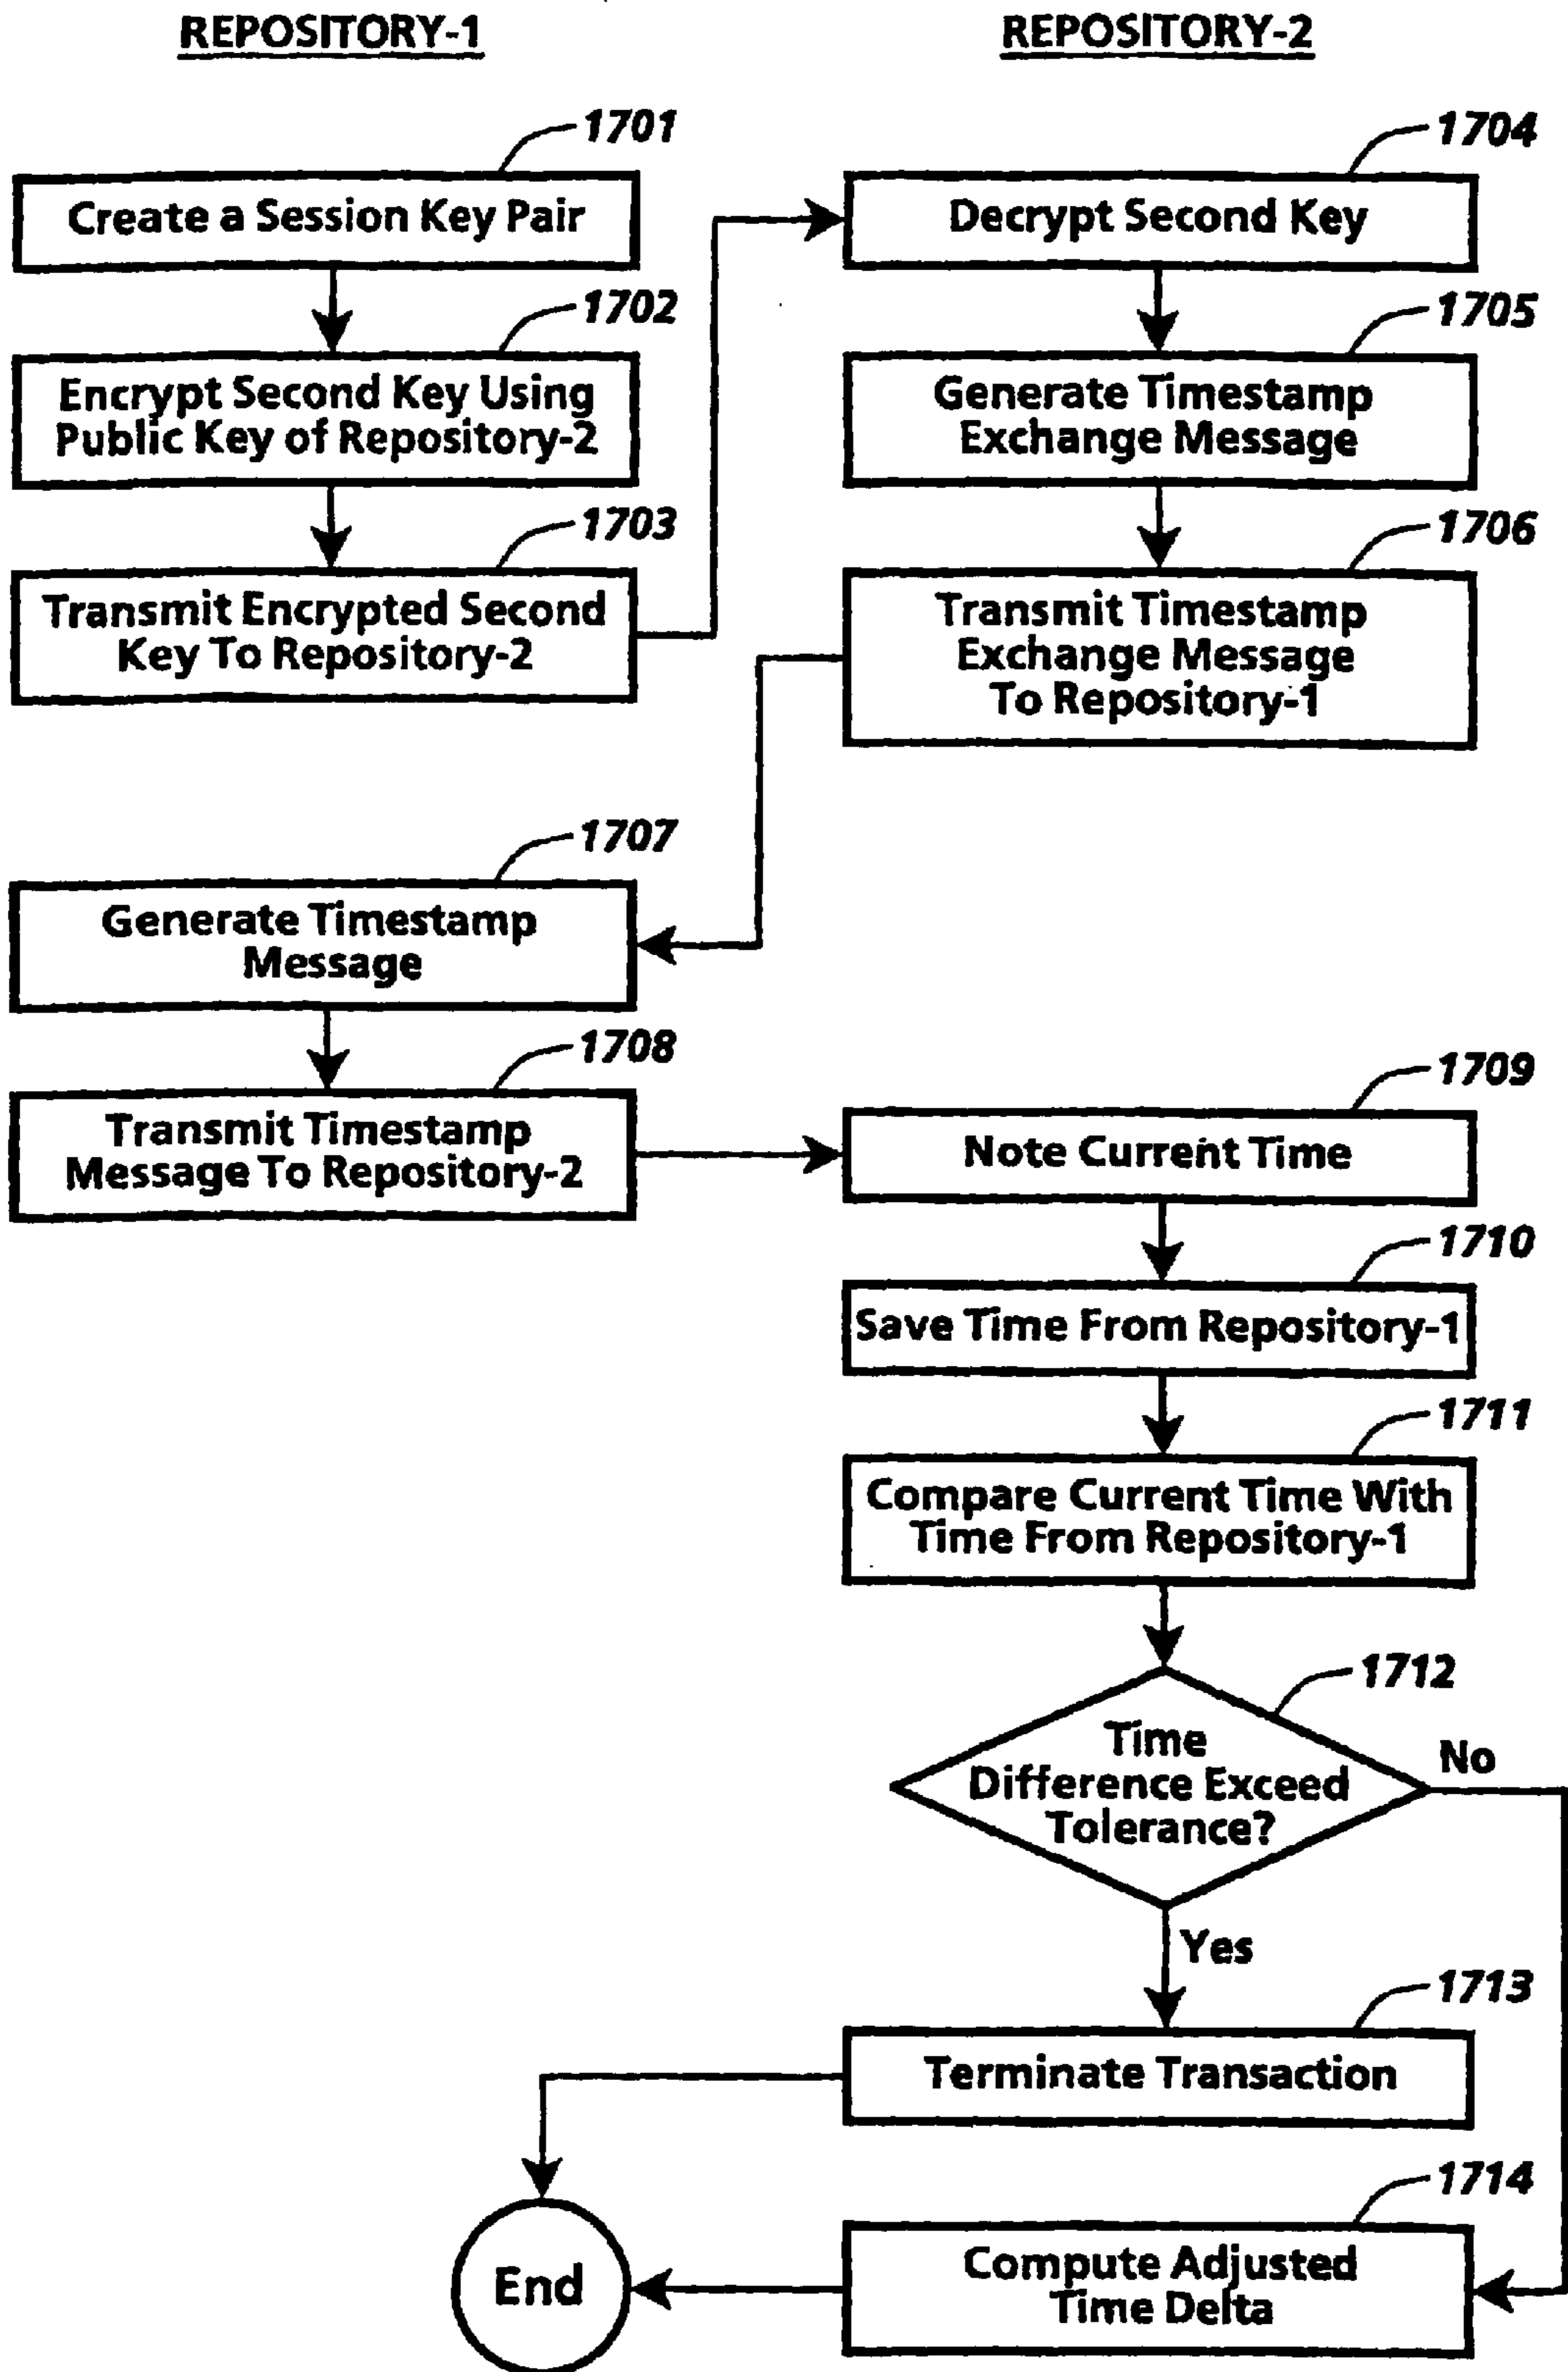 REPOSITORY-1
REPOSITORY-2
1701
Create a Session Key Pair
1702
Encrypt Second Key Using
Public Key of Repository-2
1703
Transmit Encrypted Second
Key To Repository-2
1704
Decrypt Second Key
1705
Generate Timestamp
Exchange Message
1706
Transmit Timestamp
Exchange Message
To Repository-1
1707
Generate Timestamp
Message
1708
Transmit Timestamp
Message To Repository-2
1709
Note Current Time
1710
Save Time From Repository-1
1711
Compare Current Time With
Time From Repository-1
1712
Time
Difference Exceed
Tolerance?
No
Yes
1713
Terminate Transaction
1714
Compute Adjusted
Time Delta
End